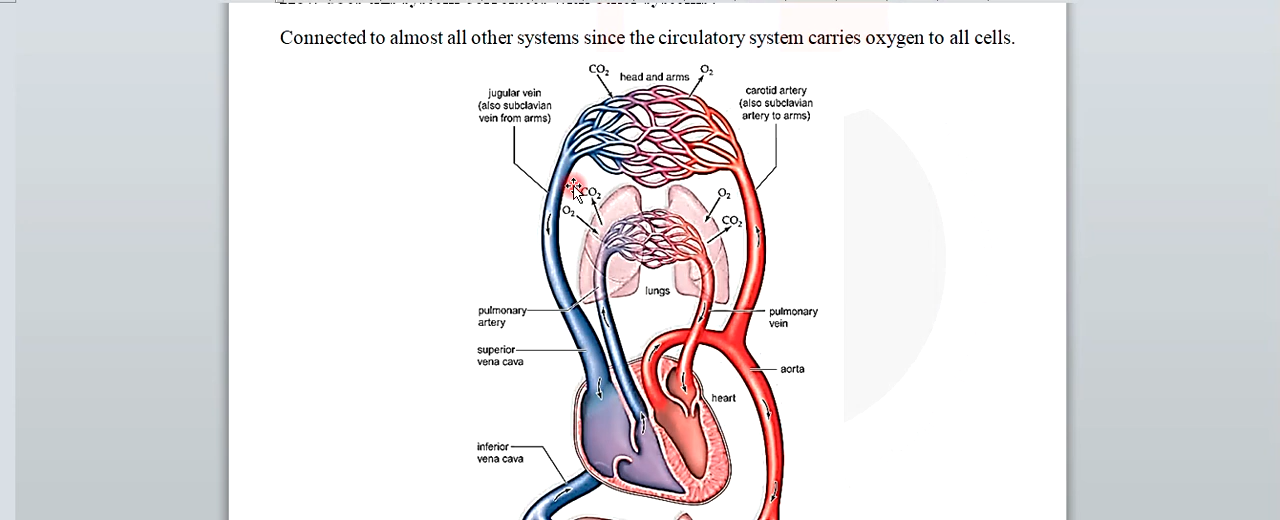 Connected to almost all other systems since the circulatory system carries oxygen to all cells.
CO₂
head and arms
O₂
jugular vein
(also subclavian
vein from arms)
carotid artery
(also subclavian
artery to arms)
CO₂
O₂
O₂
CO₂
lungs
pulmonary
artery
pulmonary
vein
superior
vena cava
aorta
heart
inferior
vena cava